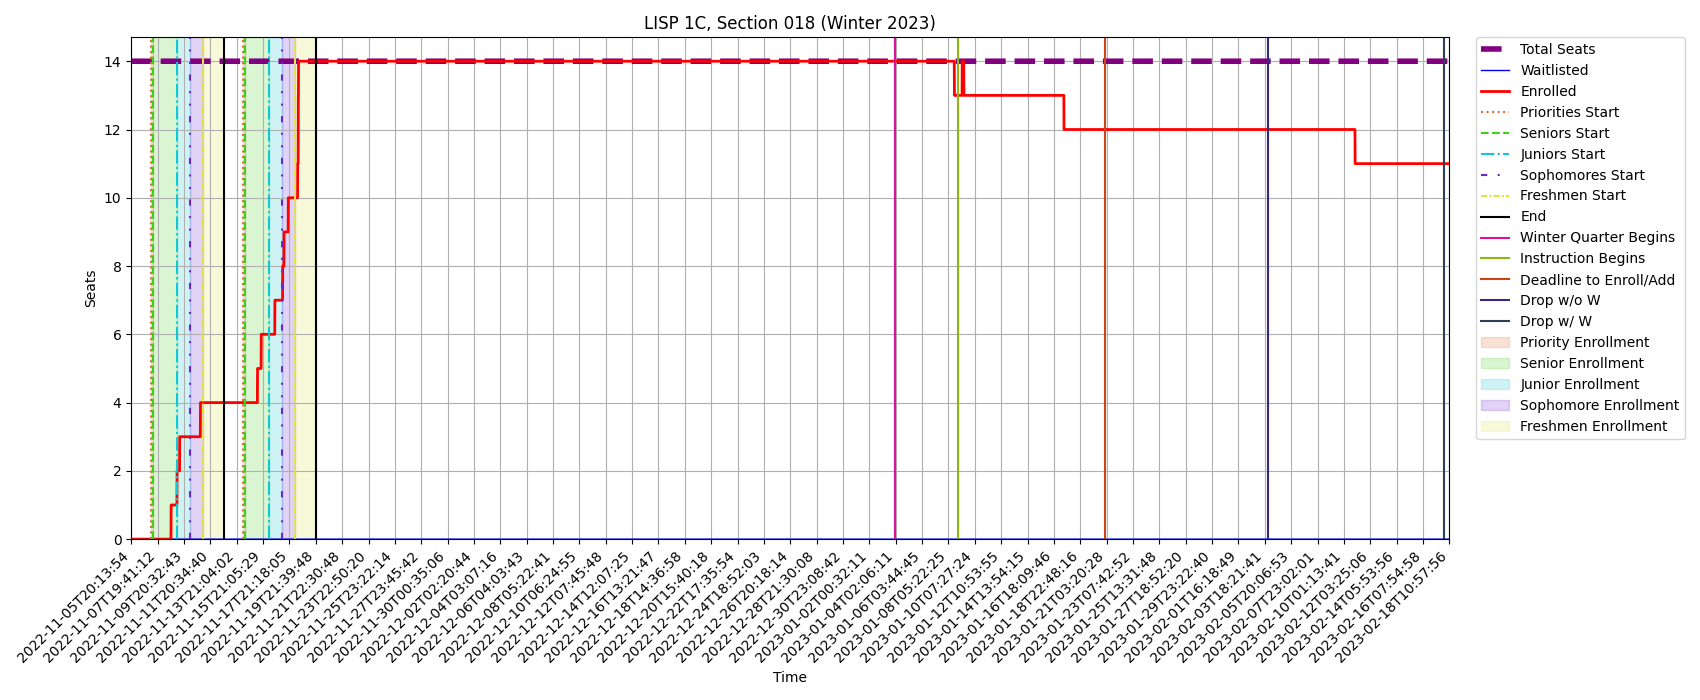 LISP 1C, Section 018 (Winter 2023)
Seats
14
12
10
8
6
4
2
0
2022-11-05T20:13:54
2022-11-07T19:41:12
2022-11-09T20:32:43
2022-11-11T20:34:40
2022-11-13T21:04:02
2022-11-15T21:05:29
2022-11-17T21:18:05
2022-11-19T21:39:48
2022-11-21T22:30:48
2022-11-23T23:50:20
2022-11-25T23:22:14
2022-11-27T23:45:42
2022-11-30T00:35:06
2022-12-02T02:20:44
2022-12-04T03:07:16
2022-12-06T04:03:43
2022-12-08T05:22:41
2022-12-10T06:24:55
2022-12-12T07:45:48
2022-12-14T12:07:25
2022-12-16T13:21:47
2022-12-18T14:36:58
2022-12-20T15:40:18
2022-12-22T17:35:54
2022-12-24T18:52:03
2022-12-26T20:18:14
2022-12-28T21:30:08
2022-12-30T23:08:42
2023-01-02T00:32:11
2023-01-04T02:06:11
2023-01-06T03:44:45
2023-01-08T05:22:25
2023-01-10T07:27:24
2023-01-12T10:53:55
2023-01-14T13:54:15
2023-01-16T18:09:46
2023-01-18T22:48:16
2023-01-21T03:20:28
2023-01-23T07:42:52
2023-01-25T13:31:48
2023-01-27T18:52:20
2023-01-29T23:22:40
2023-02-01T16:18:49
2023-02-03T18:21:41
2023-02-05T20:06:53
2023-02-07T23:02:01
2023-02-10T01:13:41
2023-02-12T03:25:06
2023-02-14T05:53:56
2023-02-16T07:54:58
2023-02-18T10:57:56
Time
Total Seats
Waitlisted
Enrolled
Priorities Start
Seniors Start
Juniors Start
Sophomores Start
Freshmen Start
End
Winter Quarter Begins
Instruction Begins
Deadline to Enroll/Add
Drop w/o W
Drop w/ W
Priority Enrollment
Senior Enrollment
Junior Enrollment
Sophomore Enrollment
Freshmen Enrollment